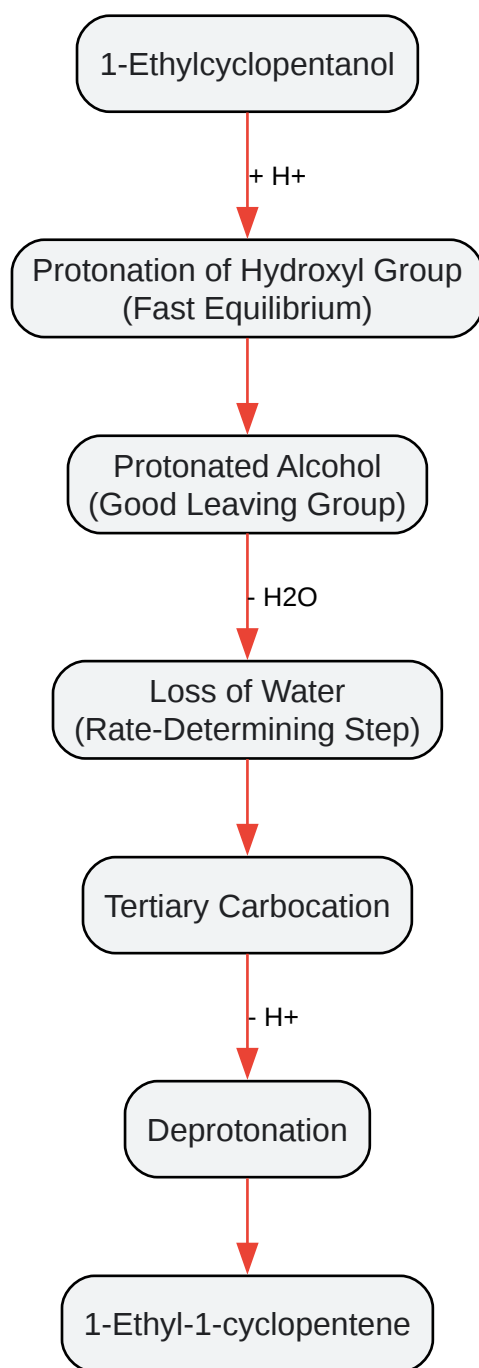 1-Ethylcyclopentanol
+ H+
Protonation of Hydroxyl Group
(Fast Equilibrium)
Protonated Alcohol
(Good Leaving Group)
- H2O
Loss of Water
(Rate-Determining Step)
Tertiary Carbocation
- H+
Deprotonation
1-Ethyl-1-cyclopentene